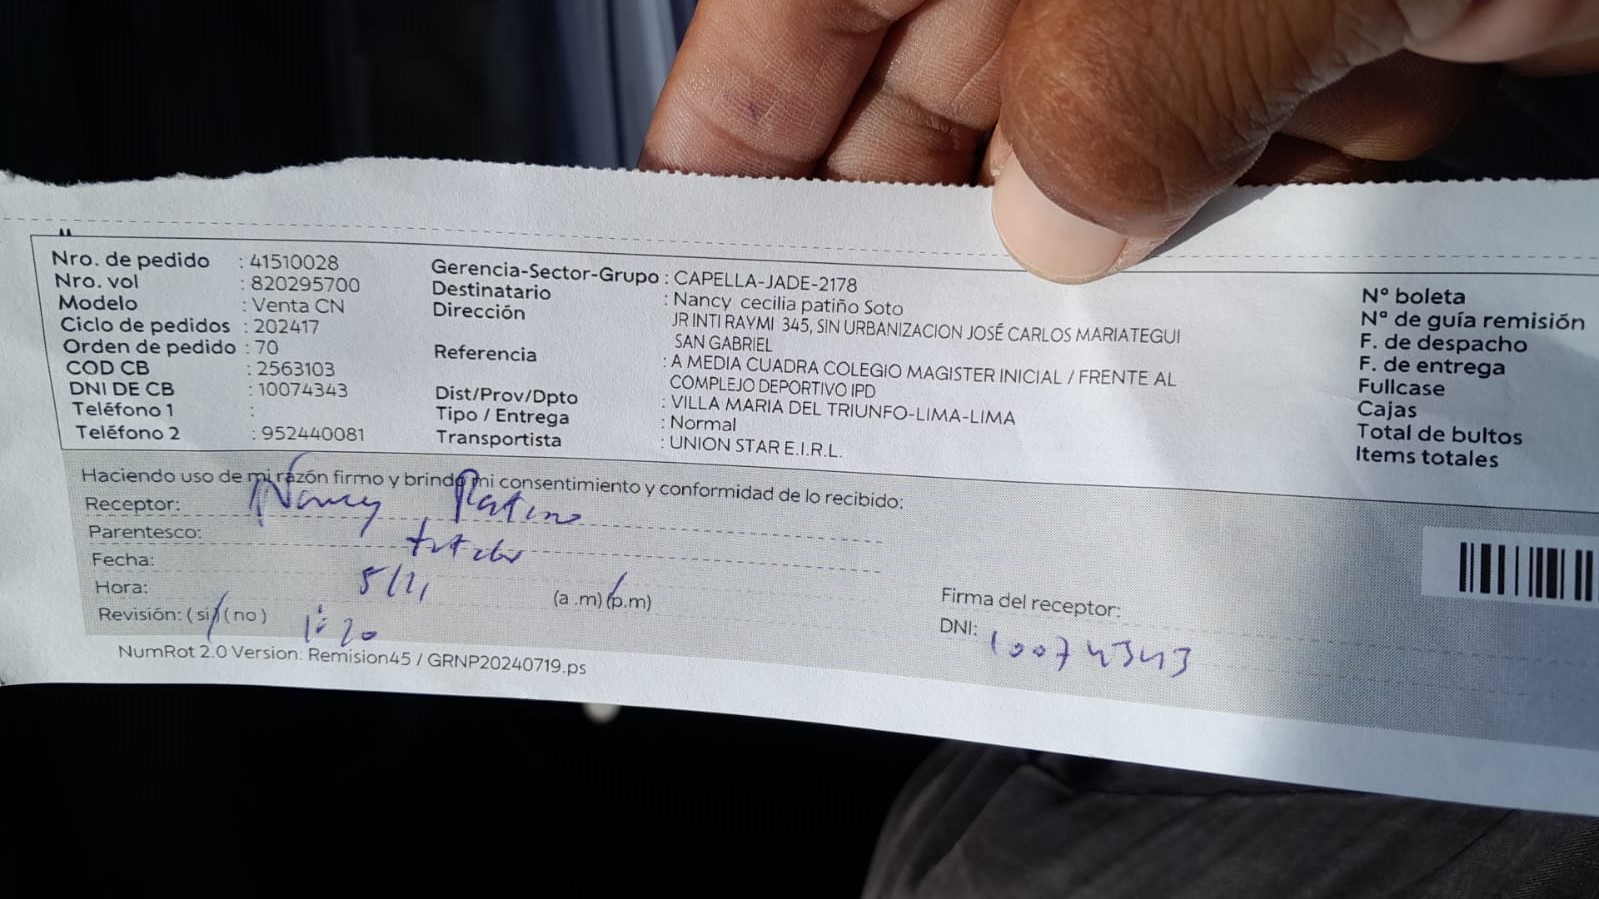 Nro. de pedido : 41510028
Nro. vol : 820295700
Modelo : Venta CN
Ciclo de pedidos : 202417
Orden de pedido : 70
COD CB : 2563103
DNI DE CB : 10074343
Teléfono 1 :
Teléfono 2 : 952440081
Gerencia-Sector-Grupo : CAPELLA-JADE-2178
Destinatario : Nancy cecilia patiño Soto
Dirección JR INTI RAYMI 345, SIN URBANIZACION JOSÉ CARLOS MARIATEGUI
SAN GABRIEL
Referencia : A MEDIA CUADRA COLEGIO MAGISTER INICIAL / FRENTE AL
COMPLEJO DEPORTIVO IPD
Dist/Prov/Dpto : VILLA MARIA DEL TRIUNFO-LIMA-LIMA
Tipo / Entrega : Normal
Transportista : UNION STAR E.I.R.L.
N° boleta
N° de guía remisión
F. de despacho
F. de entrega
Fullcase
Cajas
Total de bultos
Items totales
Haciendo uso de mi razón firmo y brindo mi consentimiento y conformidad de lo recibido:
Receptor: Nancy Patino
Parentesco: titular
Fecha: 5/11
Hora: 1:20 (a .m) (p.m)
Revisión: ( si ) ( no )
Firma del receptor:
DNI: 10074343
NumRot 2.0 Version: Remision45 / GRNP20240719.ps